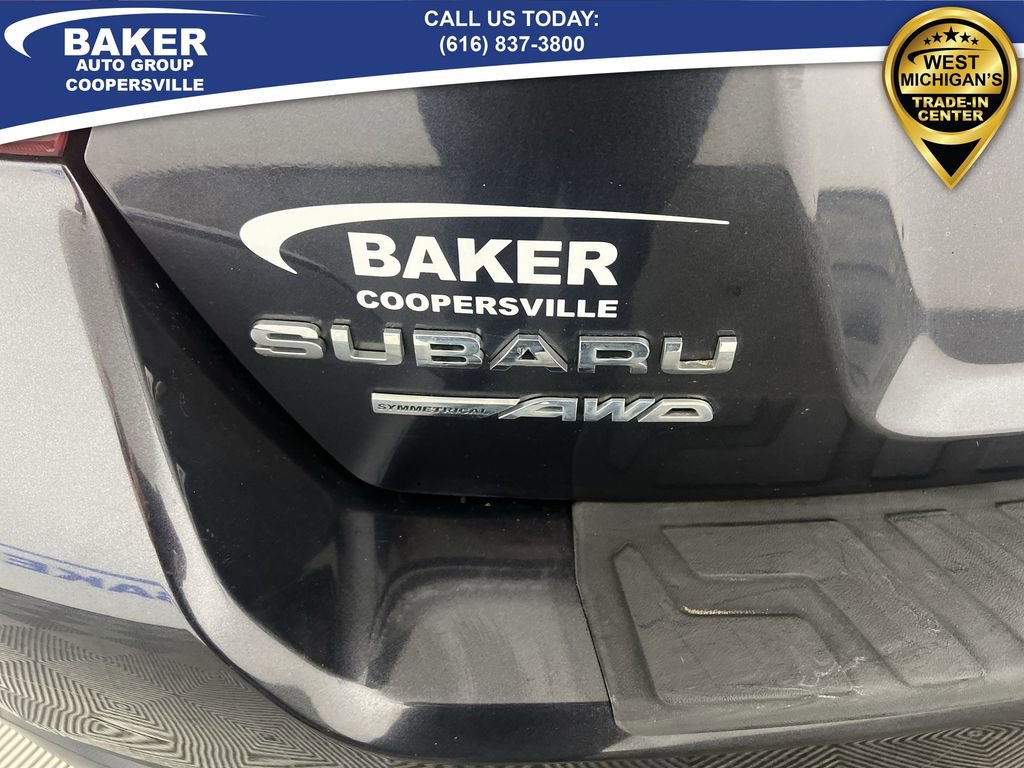 BAKER
AUTO GROUP
COOPERSVILLE
CALL US TODAY:
(616) 837-3800
WEST
MICHIGAN'S
TRADE-IN
CENTER
BAKER
COOPERSVILLE
SUBARU
SYMMETRICAL AWD